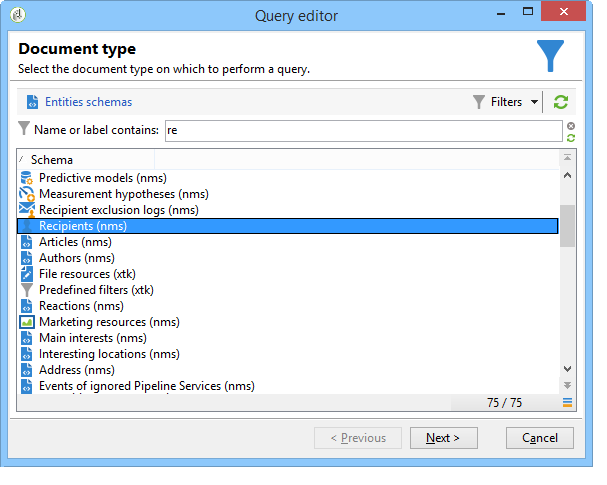 Query editor
Document type
Select the document type on which to perform a query.
Entities schemas
Filters
Name or label contains: re
Schema
Predictive models (nms)
Measurement hypotheses (nms)
Recipient exclusion logs (nms)
Recipients (nms)
Articles (nms)
Authors (nms)
File resources (xtk)
Predefined filters (xtk)
Reactions (nms)
Marketing resources (nms)
Main interests (nms)
Interesting locations (nms)
Address (nms)
Events of ignored Pipeline Services (nms)
75 / 75
< Previous
Next >
Cancel